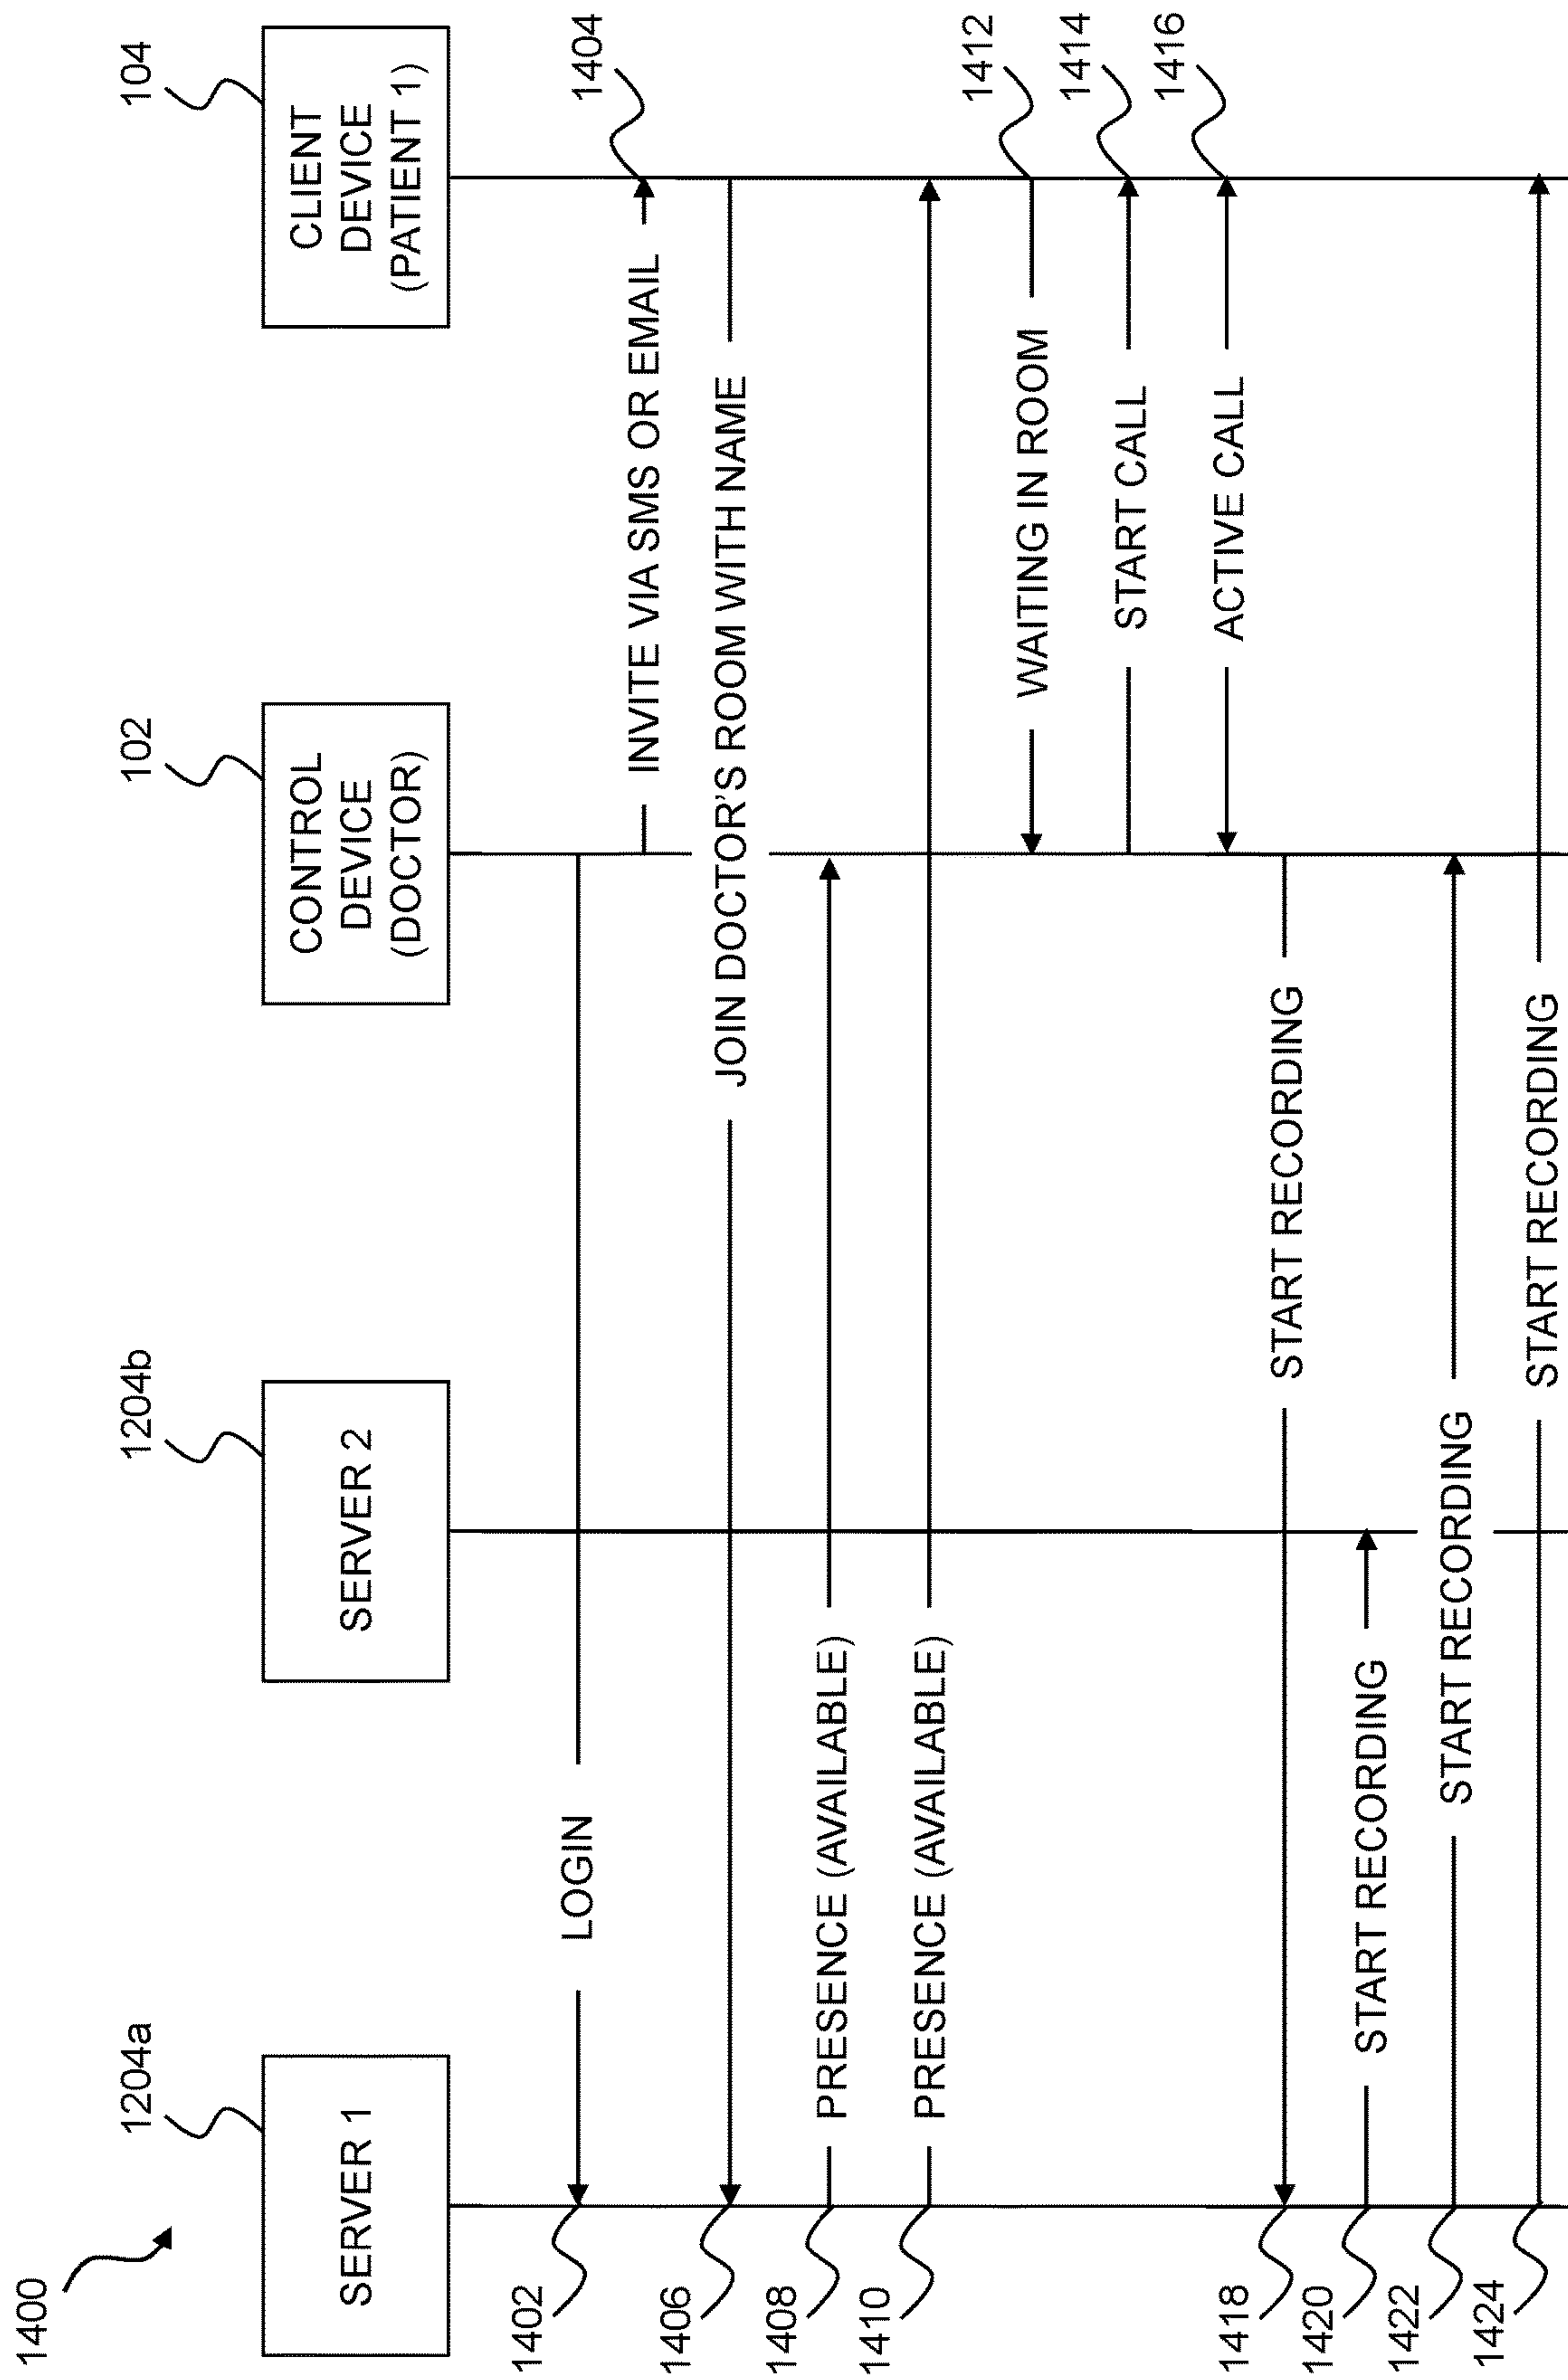 1400
1204a
1204b
102
104
SERVER 1
SERVER 2
CONTROL
DEVICE
(DOCTOR)
CLIENT
DEVICE
(PATIENT 1)
1402
LOGIN
INVITE VIA SMS OR EMAIL
1404
1406
JOIN DOCTOR'S ROOM WITH NAME
1408
PRESENCE (AVAILABLE)
1410
PRESENCE (AVAILABLE)
WAITING IN ROOM
1412
START CALL
1414
ACTIVE CALL
1416
1418
START RECORDING
1420
START RECORDING
1422
START RECORDING
1424
START RECORDING